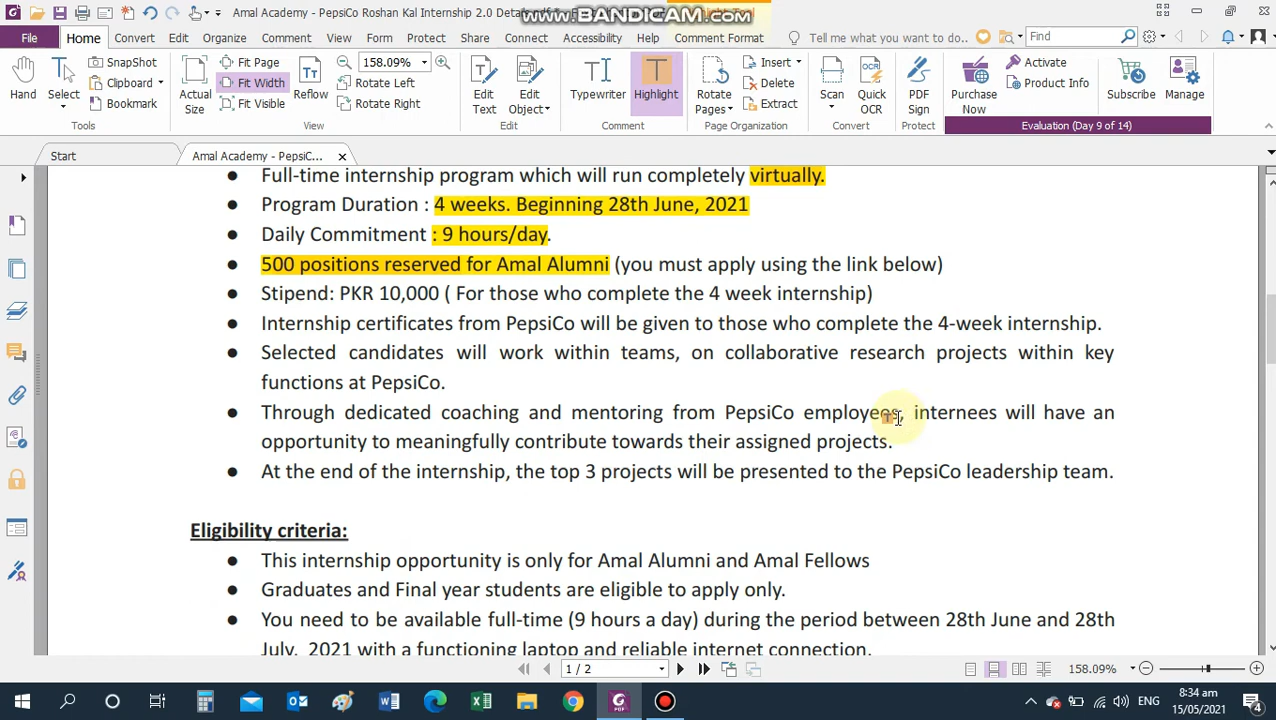 Amal Academy - PepsiCo Roshan Kal Internship 2.0 Detaile
www.BANDICAM.com
File Home Convert Edit Organize Comment View Form Protect Share Connect Accessibility Help Comment Format Tell me what you want to do.. Find
Hand Select SnapShot Clipboard Bookmark Actual Size Fit Page Fit Width Fit Visible Reflow 158.09% Rotate Left Rotate Right Edit Text Edit Object Typewriter Highlight Rotate Pages Insert Delete Extract Scan Quick OCR PDF Sign Purchase Now Activate Product Info Subscribe Manage
Tools View Edit Comment Page Organization Convert Protect Evaluation (Day 9 of 14)
Start Amal Academy - PepsiC...
● Full-time internship program which will run completely virtually.
● Program Duration : 4 weeks. Beginning 28th June, 2021
● Daily Commitment : 9 hours/day.
● 500 positions reserved for Amal Alumni (you must apply using the link below)
● Stipend: PKR 10,000 ( For those who complete the 4 week internship)
● Internship certificates from PepsiCo will be given to those who complete the 4-week internship.
● Selected candidates will work within teams, on collaborative research projects within key
functions at PepsiCo.
● Through dedicated coaching and mentoring from PepsiCo employees, internees will have an
opportunity to meaningfully contribute towards their assigned projects.
● At the end of the internship, the top 3 projects will be presented to the PepsiCo leadership team.
Eligibility criteria:
● This internship opportunity is only for Amal Alumni and Amal Fellows
● Graduates and Final year students are eligible to apply only.
● You need to be available full-time (9 hours a day) during the period between 28th June and 28th
July, 2021 with a functioning laptop and reliable internet connection.
1 / 2 158.09%
ENG 8:34 am
15/05/2021 4